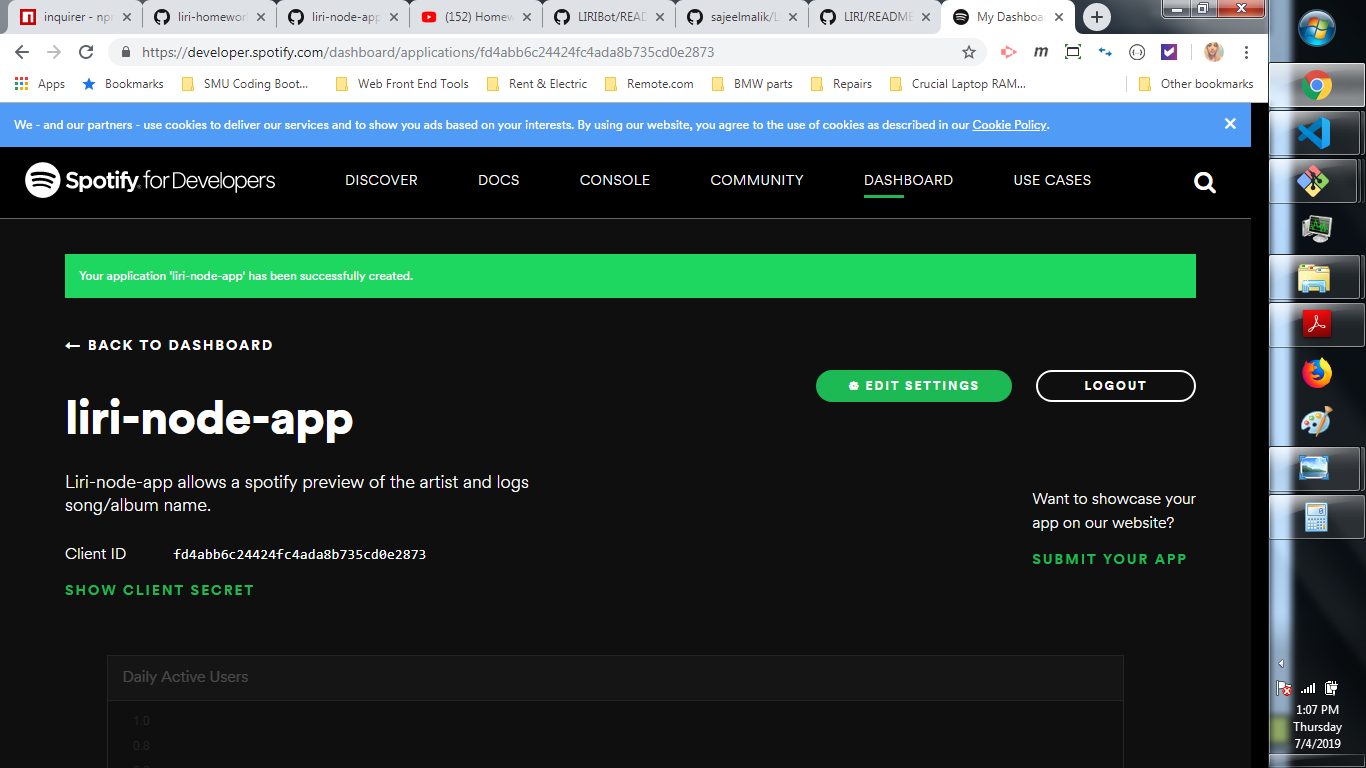 inquirer - npm
liri-homework
liri-node-app
(152) Homew
LIRIBot/READ
sajeelmalik/L
LIRI/README
My Dashboa
https://developer.spotify.com/dashboard/applications/fd4abb6c24424fc4ada8b735cd0e2873
m
Apps
Bookmarks
SMU Coding Boot...
Web Front End Tools
Rent & Electric
Remote.com
BMW parts
Repairs
Crucial Laptop RAM...
Other bookmarks
We - and our partners - use cookies to deliver our services and to show you ads based on your interests. By using our website, you agree to the use of cookies as described in our Cookie Policy.
Spotify for Developers
DISCOVER
DOCS
CONSOLE
COMMUNITY
DASHBOARD
USE CASES
Your application 'liri-node-app' has been successfully created.
← BACK TO DASHBOARD
EDIT SETTINGS
LOGOUT
liri-node-app
Liri-node-app allows a spotify preview of the artist and logs
song/album name.
Want to showcase your
app on our website?
SUBMIT YOUR APP
Client ID
fd4abb6c24424fc4ada8b735cd0e2873
SHOW CLIENT SECRET
Daily Active Users
1.0
0.8
1:07 PM
Thursday
7/4/2019